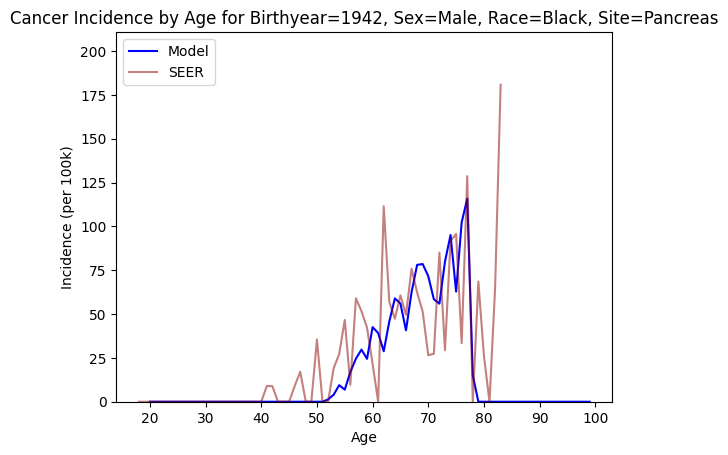 Cancer Incidence by Age for Birthyear=1942, Sex=Male, Race=Black, Site=Pancreas
Model
SEER
Incidence (per 100k)
200
175
150
125
100
75
50
25
0
20 30 40 50 60 70 80 90 100
Age